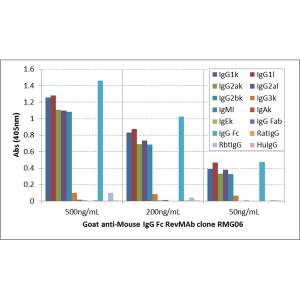 Abs (405nm)
1.6
1.4
1.2
1
0.8
0.6
0.4
0.2
0
IgG1k IgG1l
IgG2ak IgG2al
IgG2bk IgG3k
IgMl IgAk
IgEk IgG Fab
IgG Fc RatIgG
RbtIgG HuIgG
500ng/mL 200ng/mL 50ng/mL
Goat anti-Mouse IgG Fc RevMAb clone RMG06